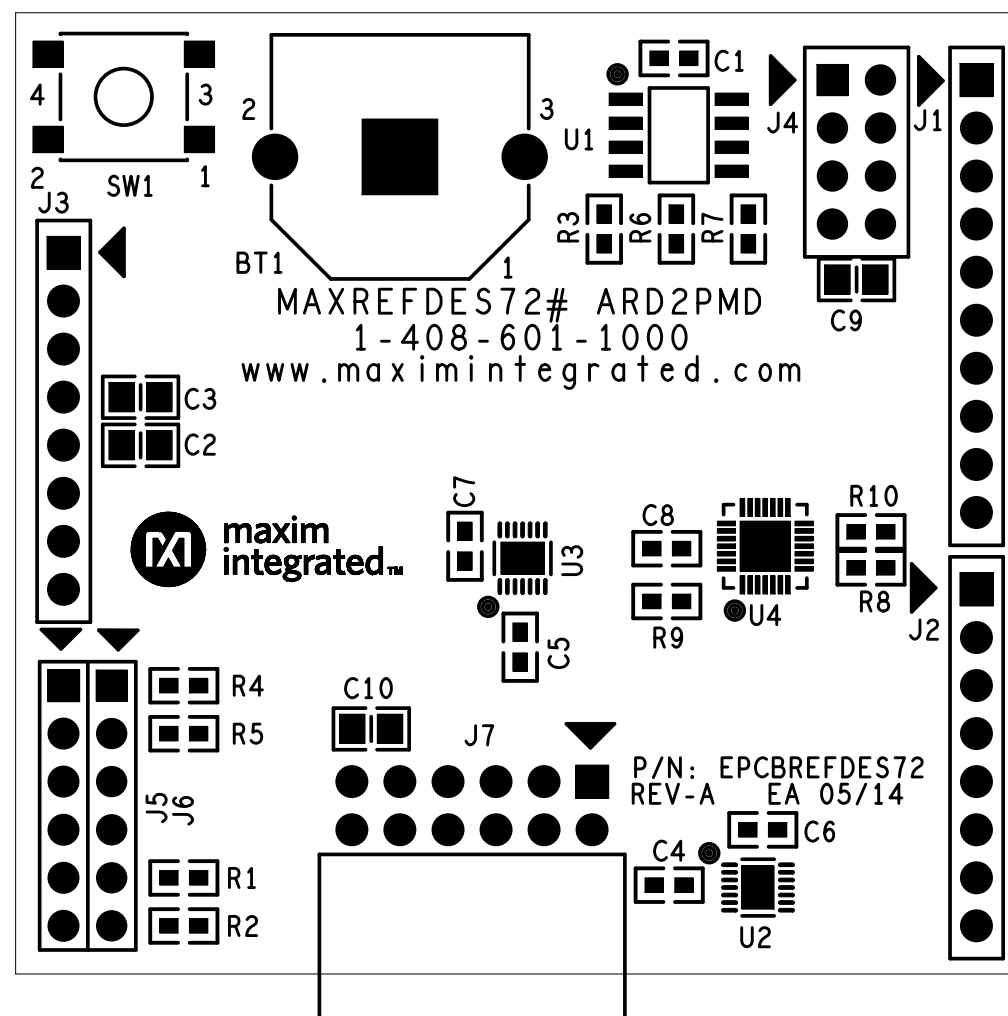 C1
4
3
2
3
J4
J1
U1
2
1
SW1
J3
R3
R6
R7
BT1
1
MAXREFDES72# ARD2PMD
1-408-601-1000
www.maximintegrated.com
C9
C3
C2
C7
R10
C8
maxim
integrated™
U3
R8
U4
R9
J2
C5
R4
C10
R5
J7
P/N: EPCBREFDES72
REV-A EA 05/14
J5
J6
C6
C4
R1
R2
U2